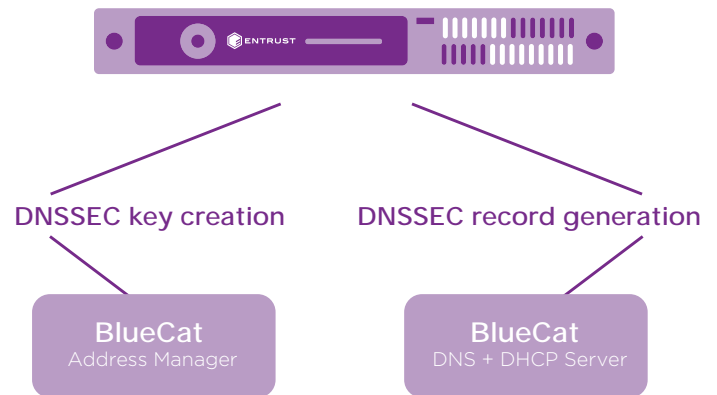 ENTRUST
DNSSEC key creation
DNSSEC record generation
BlueCat
Address Manager
BlueCat
DNS + DHCP Server